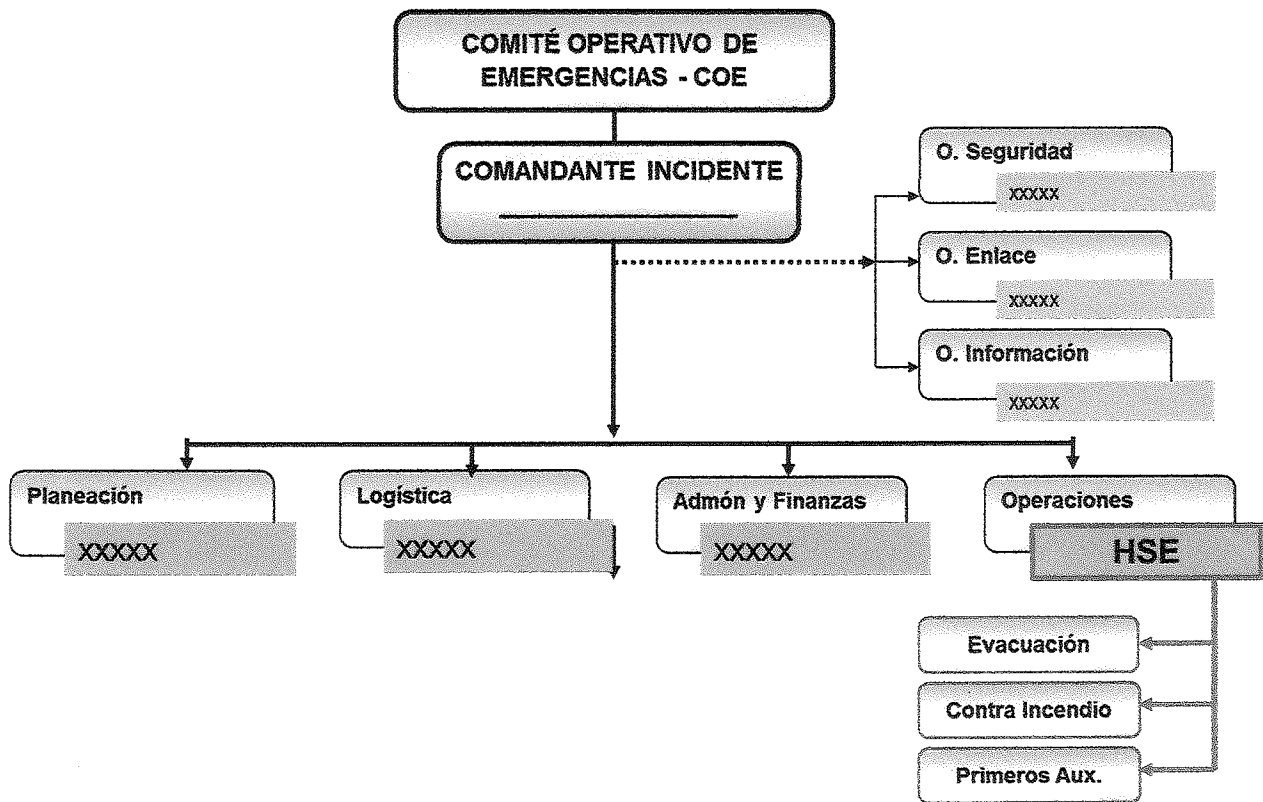 COMITÉ OPERATIVO DE
EMERGENCIAS - COE
COMANDANTE INCIDENTE
O. Seguridad
xxxxx
O. Enlace
xxxxx
O. Información
xxxxx
Planeación
XXXXX
Logística
XXXXX
Admón y Finanzas
XXXXX
Operaciones
HSE
Evacuación
Contra Incendio
Primeros Aux.